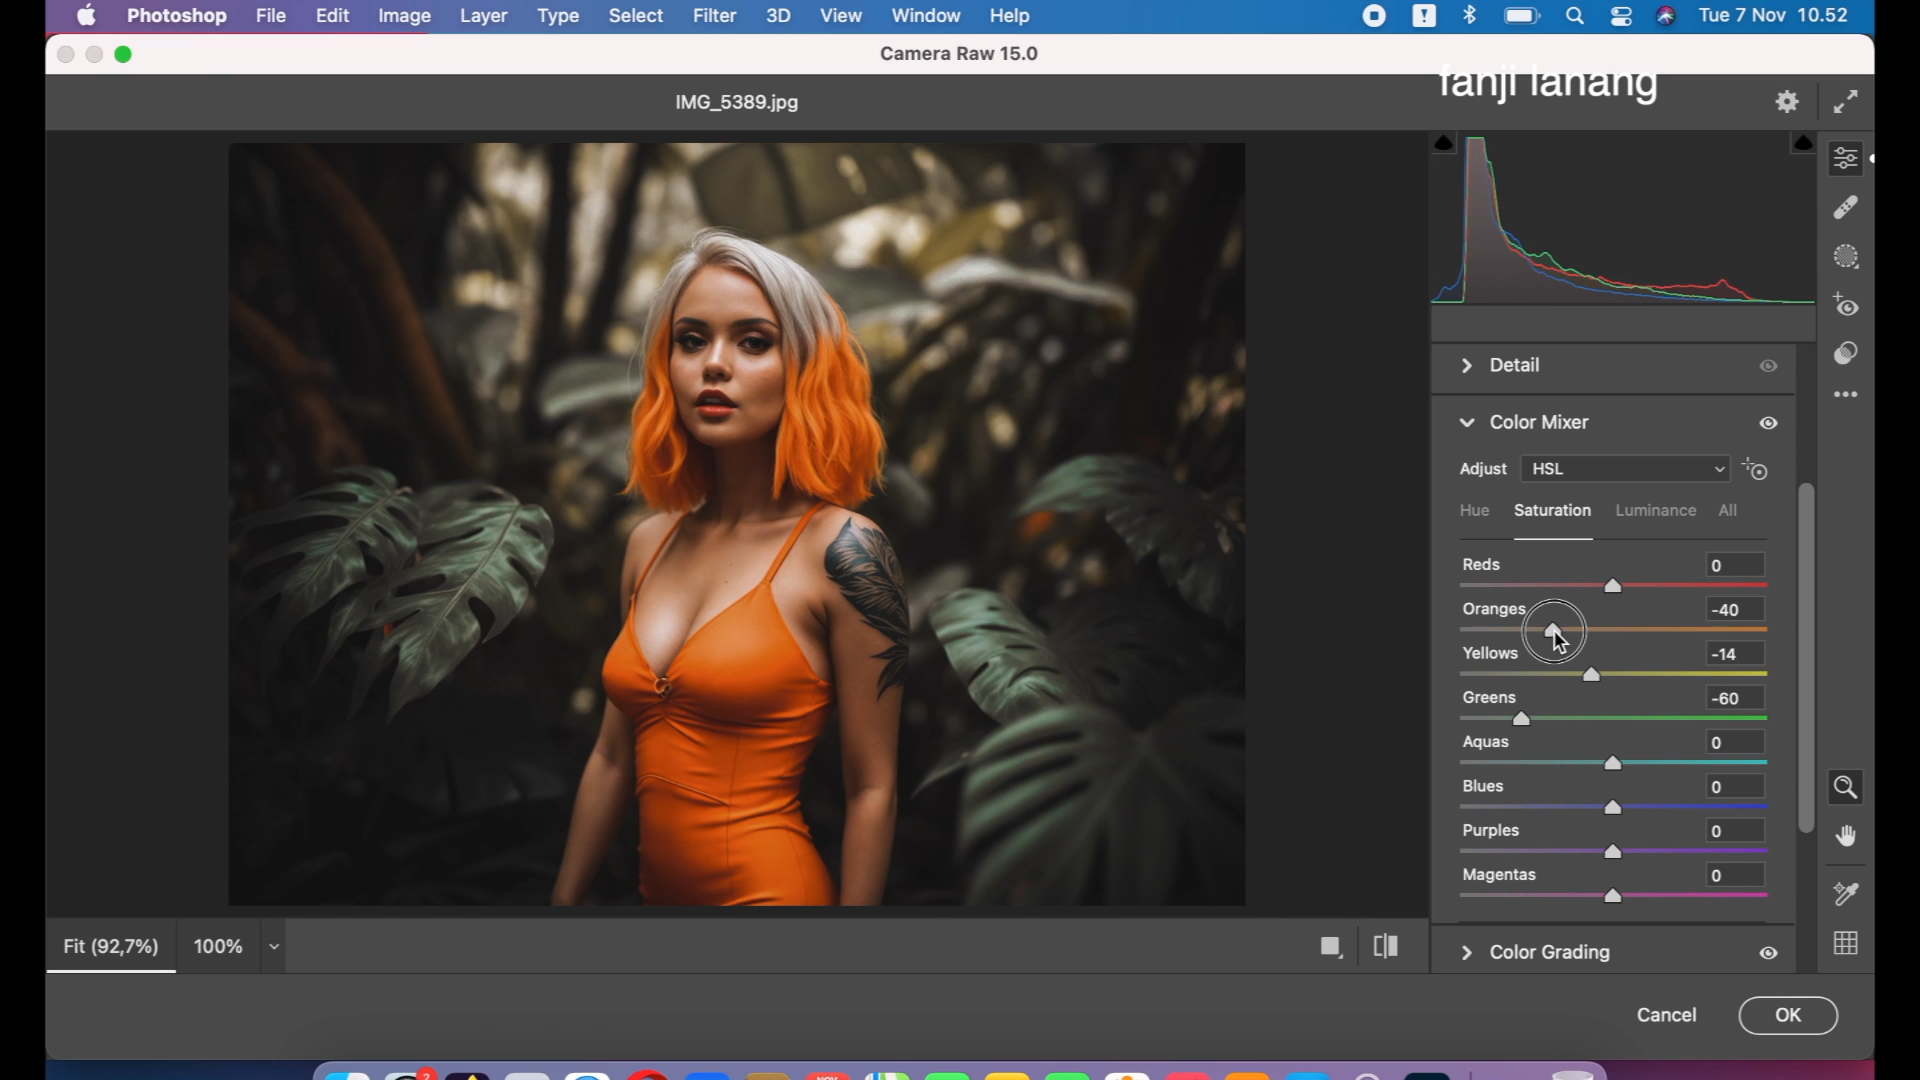 Photoshop File Edit Image Layer Type Select Filter 3D View Window Help Tue 7 Nov 10.52
Camera Raw 15.0
fanji lanang
IMG_5389.jpg
Detail
Color Mixer
Adjust HSL
Hue Saturation Luminance All
Reds 0
Oranges -40
Yellows -14
Greens -60
Aquas 0
Blues 0
Purples 0
Magentas 0
Fit (92,7%) 100%
Color Grading
Cancel OK
2
NOV